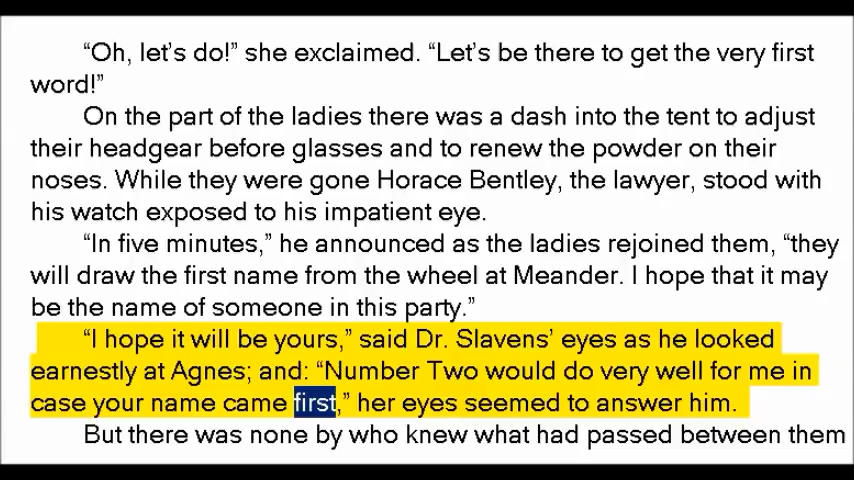 “Oh, let’s do!” she exclaimed. “Let’s be there to get the very first
word!”
On the part of the ladies there was a dash into the tent to adjust
their headgear before glasses and to renew the powder on their
noses. While they were gone Horace Bentley, the lawyer, stood with
his watch exposed to his impatient eye.
“In five minutes,” he announced as the ladies rejoined them, “they
will draw the first name from the wheel at Meander. I hope that it may
be the name of someone in this party.”
“I hope it will be yours,” said Dr. Slavens’ eyes as he looked
earnestly at Agnes; and: “Number Two would do very well for me in
case your name came first,” her eyes seemed to answer him.
But there was none by who knew what had passed between them